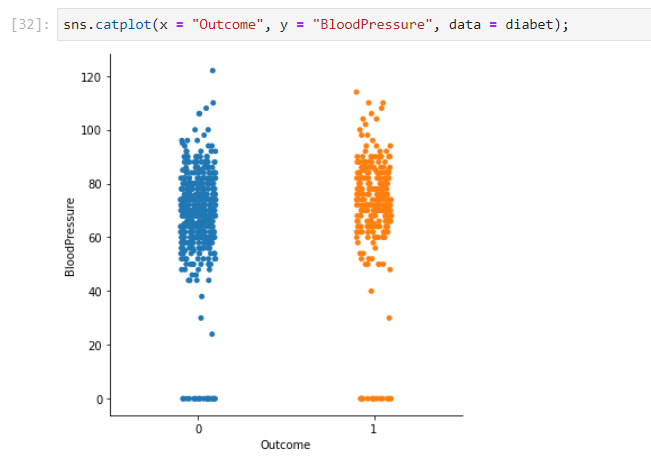 [32]: sns.catplot(x = "Outcome", y = "BloodPressure", data = diabet);
120
100
80
60
40
20
0
BloodPressure
0 1
Outcome